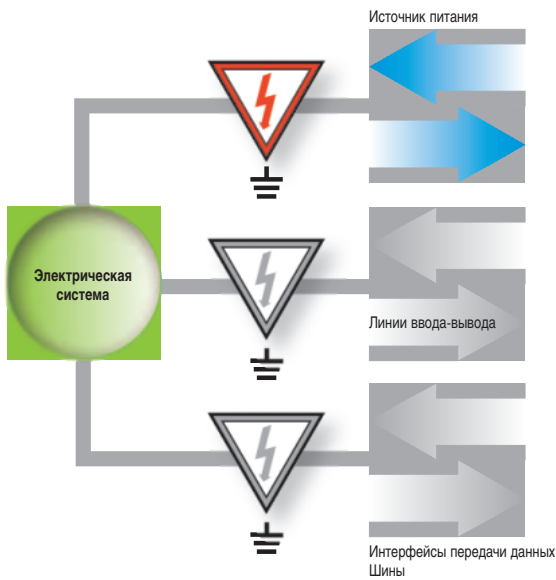 Источник питания
Электрическая
система
Линии ввода-вывода
Интерфейсы передачи данных
Шины